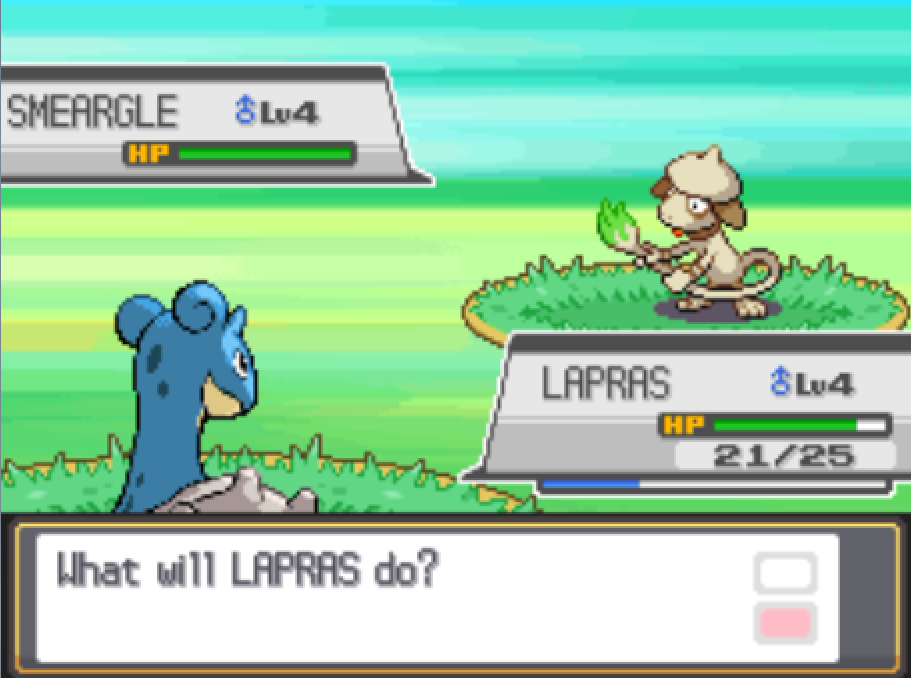 SMEARGLE ♂Lv4
HP
LAPRAS ♂Lv4
HP
21/25
What will LAPRAS do?